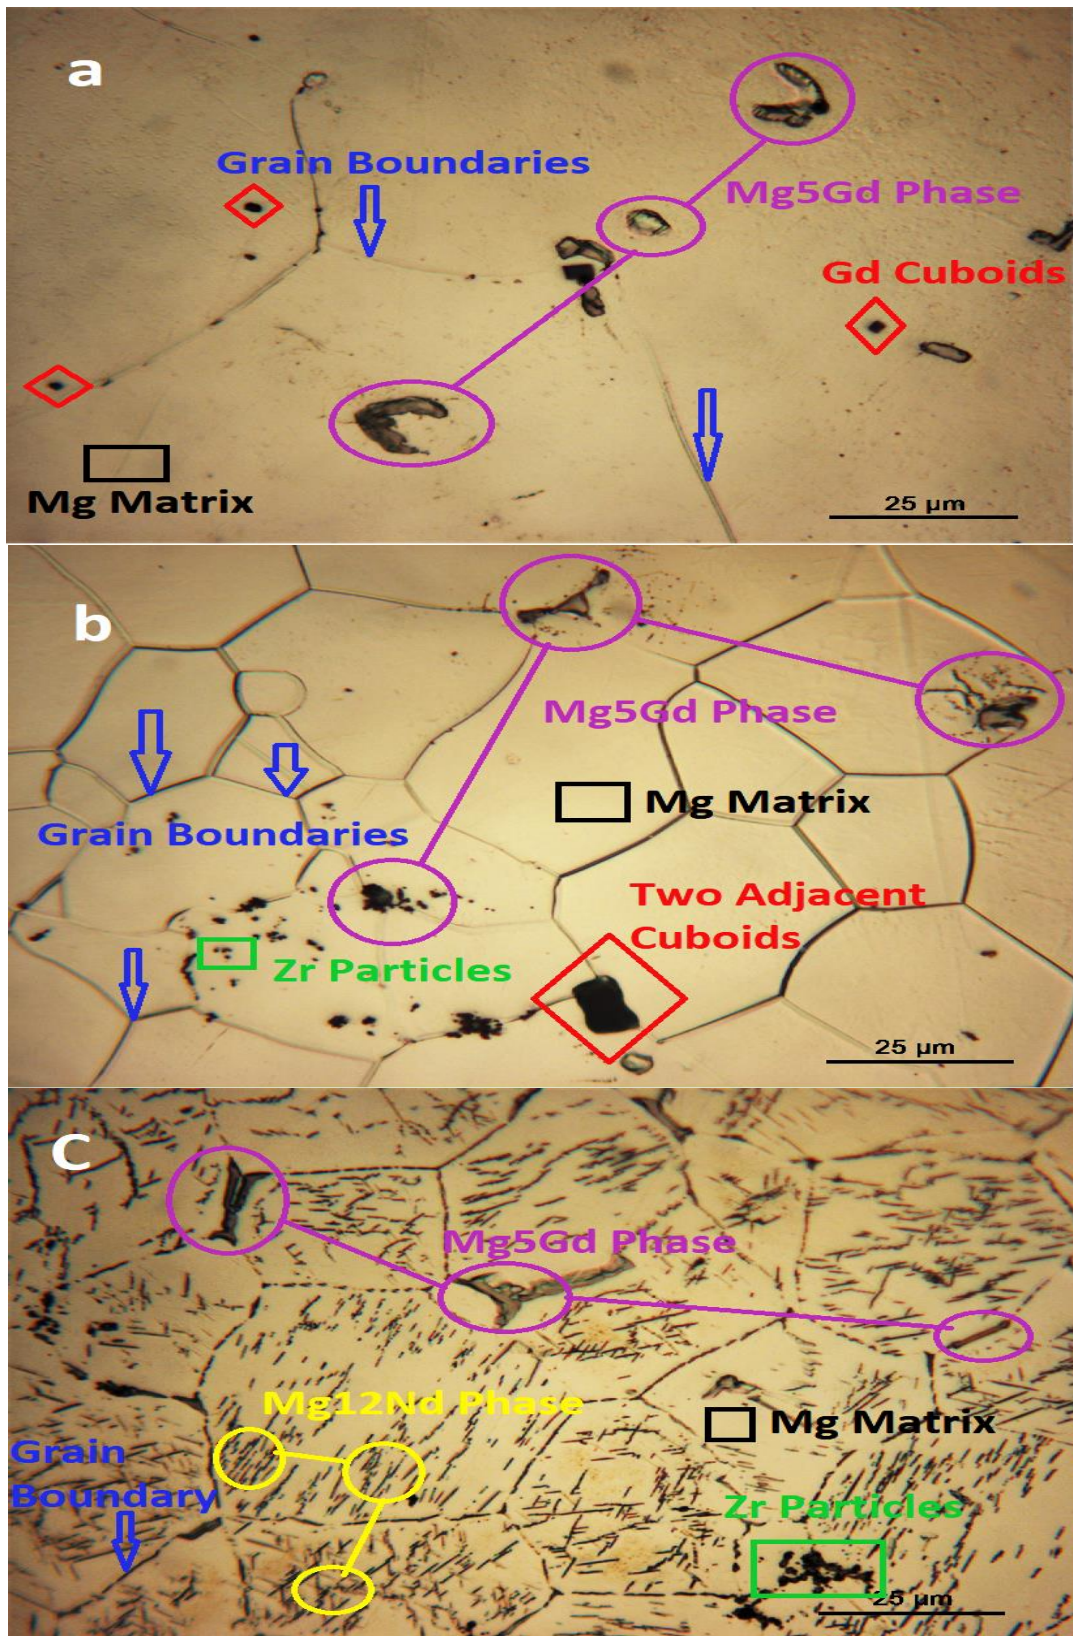 a
Grain Boundaries
Mg5Gd Phase
Gd Cuboids
Mg Matrix
25 µm
b
Mg5Gd Phase
Mg Matrix
Grain Boundaries
Two Adjacent
Cuboids
Zr Particles
25 µm
C
Mg5Gd Phase
Mg12Nd Phase
Mg Matrix
Grain
Boundary
Zr Particles
25 µm